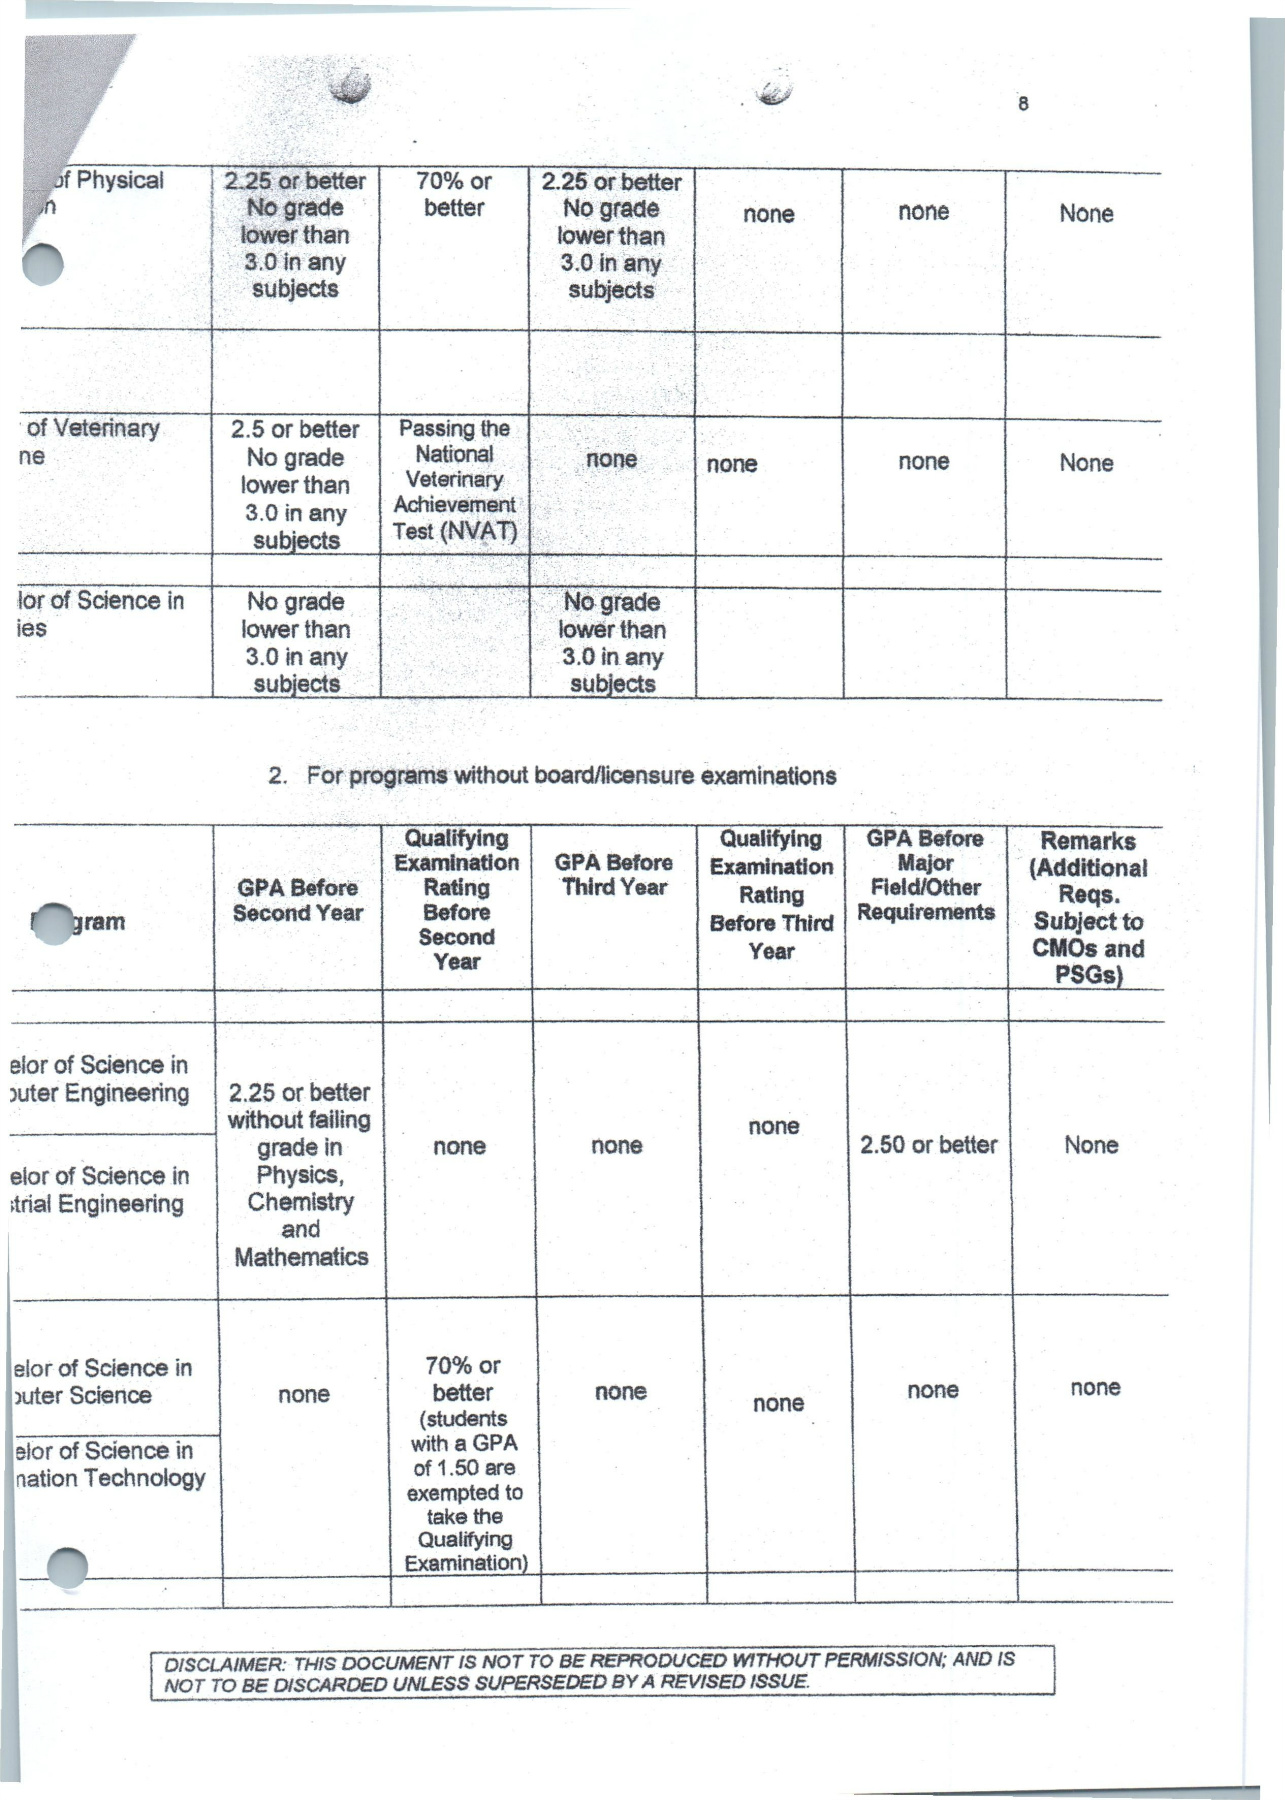 8
of Physical
n
2.25 or better
No grade
lower than
3.0 in any
subjects
70% or
better
2.25 or better
No grade
lower than
3.0 in any
subjects
none
none
None
of Veterinary
ne
2.5 or better
No grade
lower than
3.0 in any
subjects
Passing the
National
Veterinary
Achievement
Test (NVAT)
none
none
none
None
lor of Science in
ies
No grade
lower than
3.0 in any
subjects
No grade
lower than
3.0 in any
subjects
2. For programs without board/licensure examinations
gram
GPA Before
Second Year
Qualifying
Examination
Rating
Before
Second
Year
GPA Before
Third Year
Qualifying
Examination
Rating
Before Third
Year
GPA Before
Major
Field/Other
Requirements
Remarks
(Additional
Reqs.
Subject to
CMOs and
PSGs)
elor of Science in
outer Engineering
elor of Science in
strial Engineering
2.25 or better
without failing
grade in
Physics,
Chemistry
and
Mathematics
none
none
none
2.50 or better
None
elor of Science in
outer Science
elor of Science in
nation Technology
none
70% or
better
(students
with a GPA
of 1.50 are
exempted to
take the
Qualifying
Examination)
none
none
none
none
DISCLAIMER: THIS DOCUMENT IS NOT TO BE REPRODUCED WITHOUT PERMISSION; AND IS
NOT TO BE DISCARDED UNLESS SUPERSEDED BY A REVISED ISSUE.